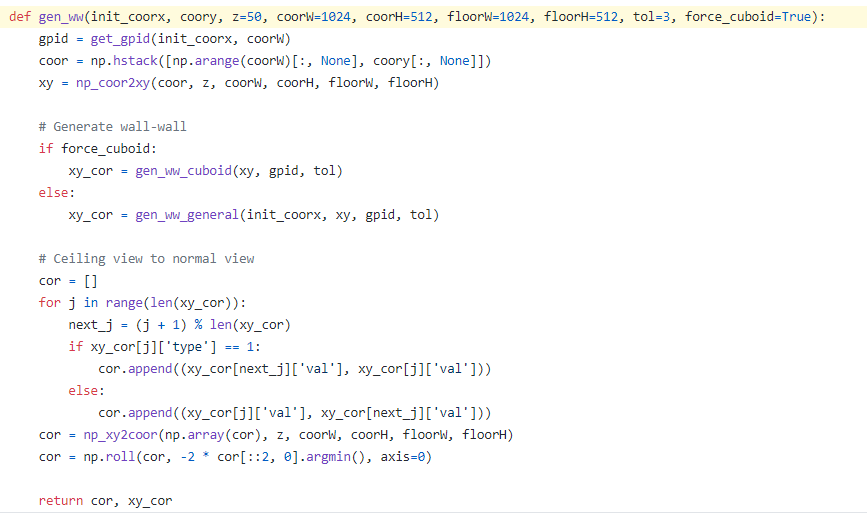 def gen_ww(init_coorx, coory, z=50, coorW=1024, coorH=512, floorW=1024, floorH=512, tol=3, force_cuboid=True):
    gpid = get_gpid(init_coorx, coorW)
    coor = np.hstack([np.arange(coorW)[:, None], coory[:, None]])
    xy = np_coor2xy(coor, z, coorW, coorH, floorW, floorH)

    # Generate wall-wall
    if force_cuboid:
        xy_cor = gen_ww_cuboid(xy, gpid, tol)
    else:
        xy_cor = gen_ww_general(init_coorx, xy, gpid, tol)

    # Ceiling view to normal view
    cor = []
    for j in range(len(xy_cor)):
        next_j = (j + 1) % len(xy_cor)
        if xy_cor[j]['type'] == 1:
            cor.append((xy_cor[next_j]['val'], xy_cor[j]['val']))
        else:
            cor.append((xy_cor[j]['val'], xy_cor[next_j]['val']))
    cor = np_xy2coor(np.array(cor), z, coorW, coorH, floorW, floorH)
    cor = np.roll(cor, -2 * cor[::2, 0].argmin(), axis=0)

    return cor, xy_cor